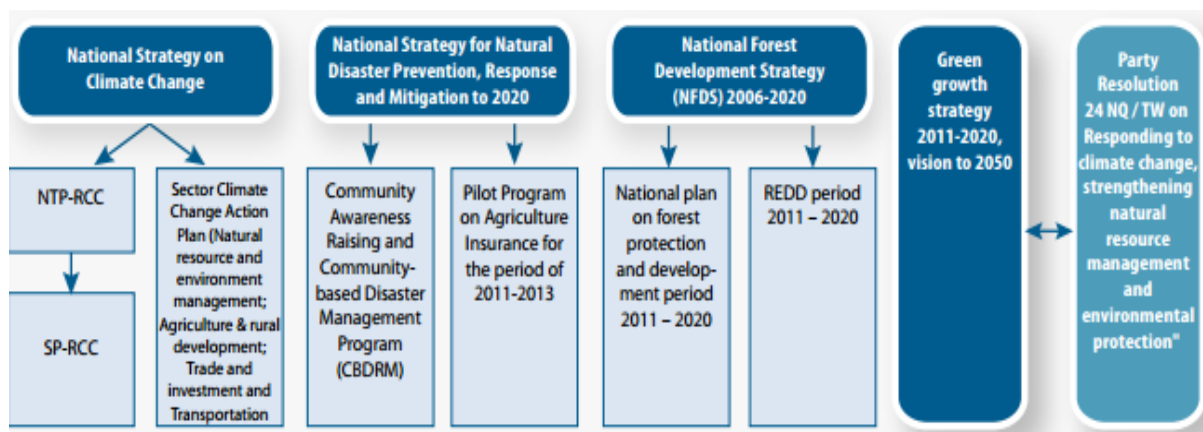 National Strategy on
Climate Change
NTP-RCC
SP-RCC
Sector Climate
Change Action
Plan (Natural
resource and
environment
management;
Agriculture & rural
development;
Trade and
investment and
Transportation
National Strategy for Natural
Disaster Prevention, Response
and Mitigation to 2020
Community
Awareness
Raising and
Community-
based Disaster
Management
Program
(CBDRM)
Pilot Program
on Agriculture
Insurance for
the period of
2011-2013
National Forest
Development Strategy
(NFDS) 2006-2020
National plan
on forest
protection
and develop-
ment period
2011 – 2020
REDD period
2011 – 2020
Green
growth
strategy
2011-2020,
vision to 2050
Party
Resolution
24 NQ / TW on
Responding to
climate change,
strengthening
natural
resource
management
and
environmental
protection"